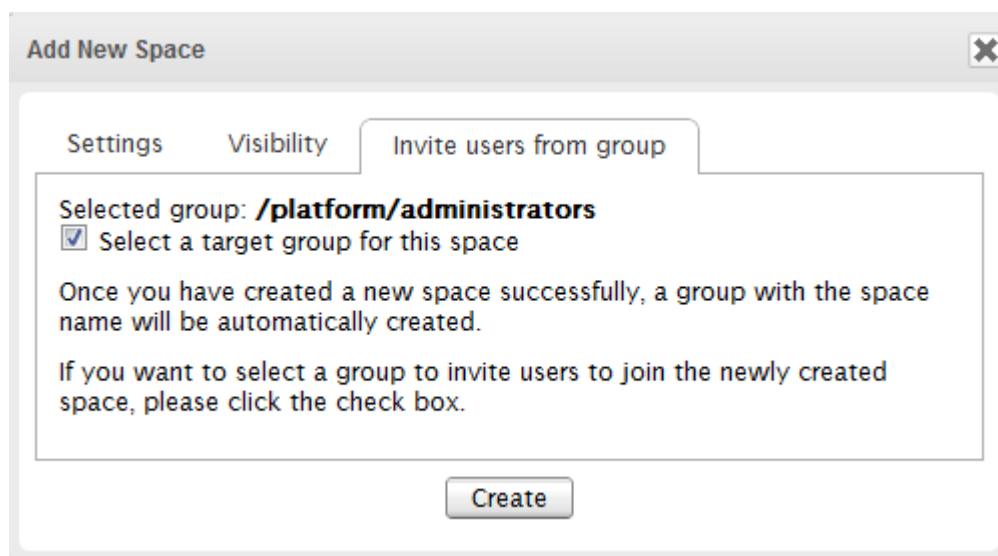 Add New Space
Settings Visibility Invite users from group
Selected group: /platform/administrators
Select a target group for this space
Once you have created a new space successfully, a group with the space
name will be automatically created.
If you want to select a group to invite users to join the newly created
space, please click the check box.
Create